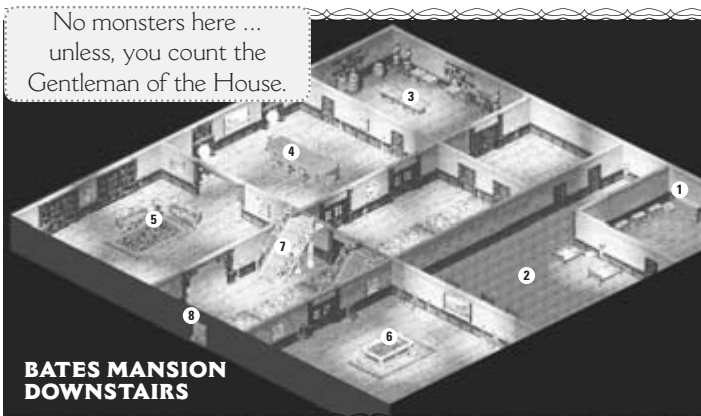 No monsters here ...
unless, you count the
Gentleman of the House.
3
1
4
5
7
2
8
6
BATES MANSION
DOWNSTAIRS